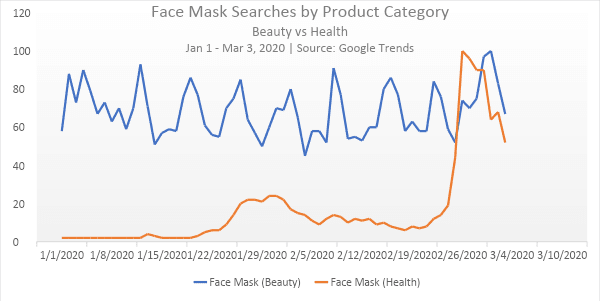 Face Mask Searches by Product Category
Beauty vs Health
Jan 1 - Mar 3, 2020 | Source: Google Trends
120
100
80
60
40
20
0
1/1/2020 1/8/2020 1/15/2020 1/22/2020 1/29/2020 2/5/2020 2/12/2020 2/19/2020 2/26/2020 3/4/2020 3/10/2020
Face Mask (Beauty) Face Mask (Health)